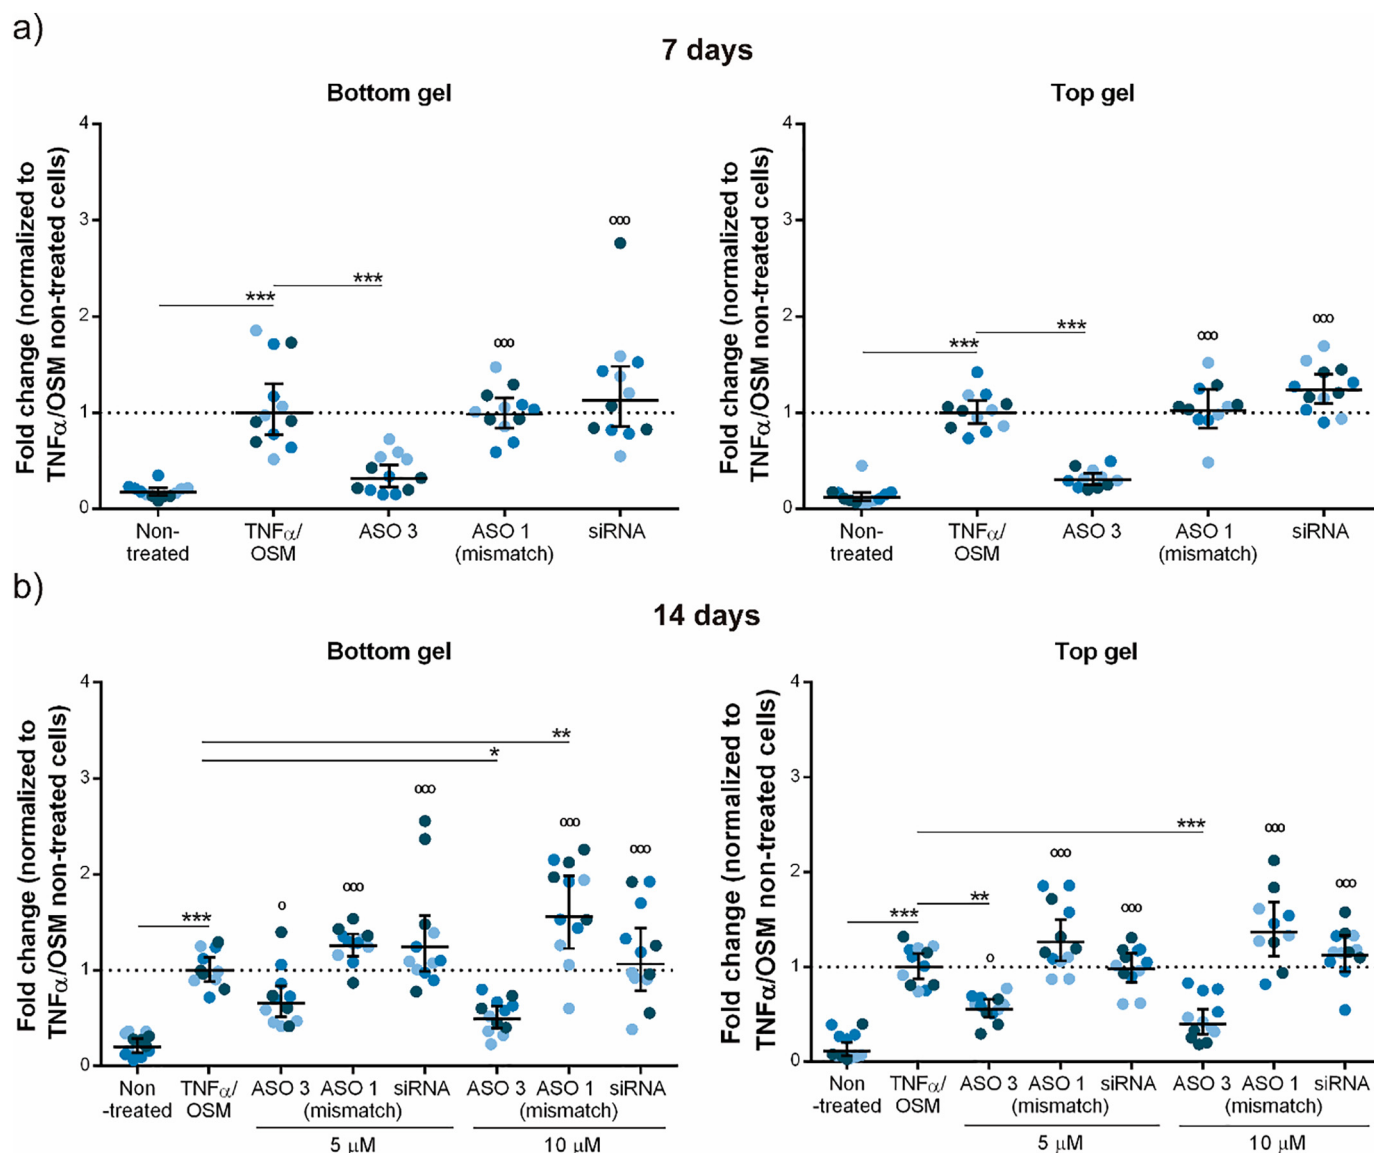 a)
7 days
Bottom gel
Fold change (normalized to
TNFα/OSM non-treated cells)
4
3
2
1
0
***
***
ooo
ooo
Non-
treated
TNFα/
OSM
ASO 3
ASO 1
(mismatch)
siRNA
Top gel
Fold change (normalized to
TNFα/OSM non-treated cells)
4
3
2
1
0
***
***
ooo
ooo
Non-
treated
TNFα/
OSM
ASO 3
ASO 1
(mismatch)
siRNA
b)
14 days
Bottom gel
Fold change (normalized to
TNFα/OSM non-treated cells)
4
3
2
1
0
**
*
***
o
ooo
ooo
ooo
ooo
Non
-treated
TNFα/
OSM
ASO 3
ASO 1
(mismatch)
siRNA
5 µM
ASO 3
ASO 1
(mismatch)
siRNA
10 µM
Top gel
Fold change (normalized to
TNFα/OSM non-treated cells)
4
3
2
1
0
***
**
***
o
ooo
ooo
ooo
ooo
Non
-treated
TNFα/
OSM
ASO 3
ASO 1
(mismatch)
siRNA
5 µM
ASO 3
ASO 1
(mismatch)
siRNA
10 µM